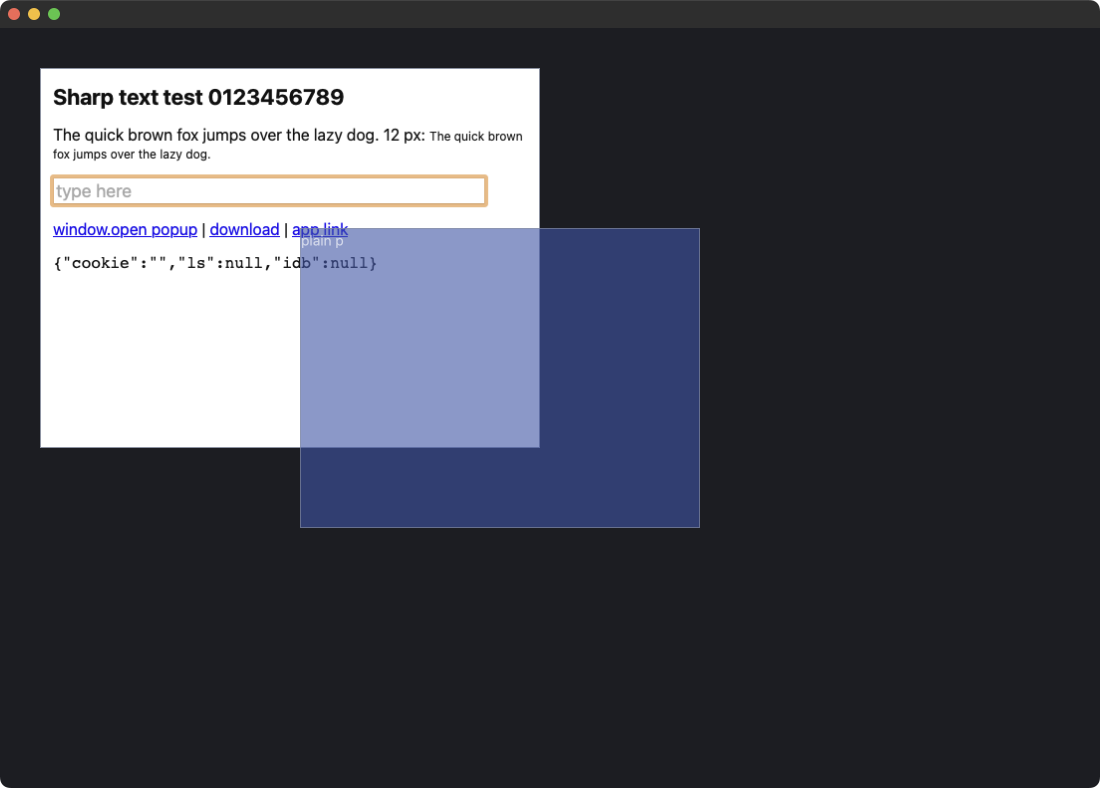 Sharp text test 0123456789
The quick brown fox jumps over the lazy dog. 12 px: The quick brown
fox jumps over the lazy dog.
type here
window.open popup | download | app link
plain p
{"cookie":"","ls":null,"idb":null}